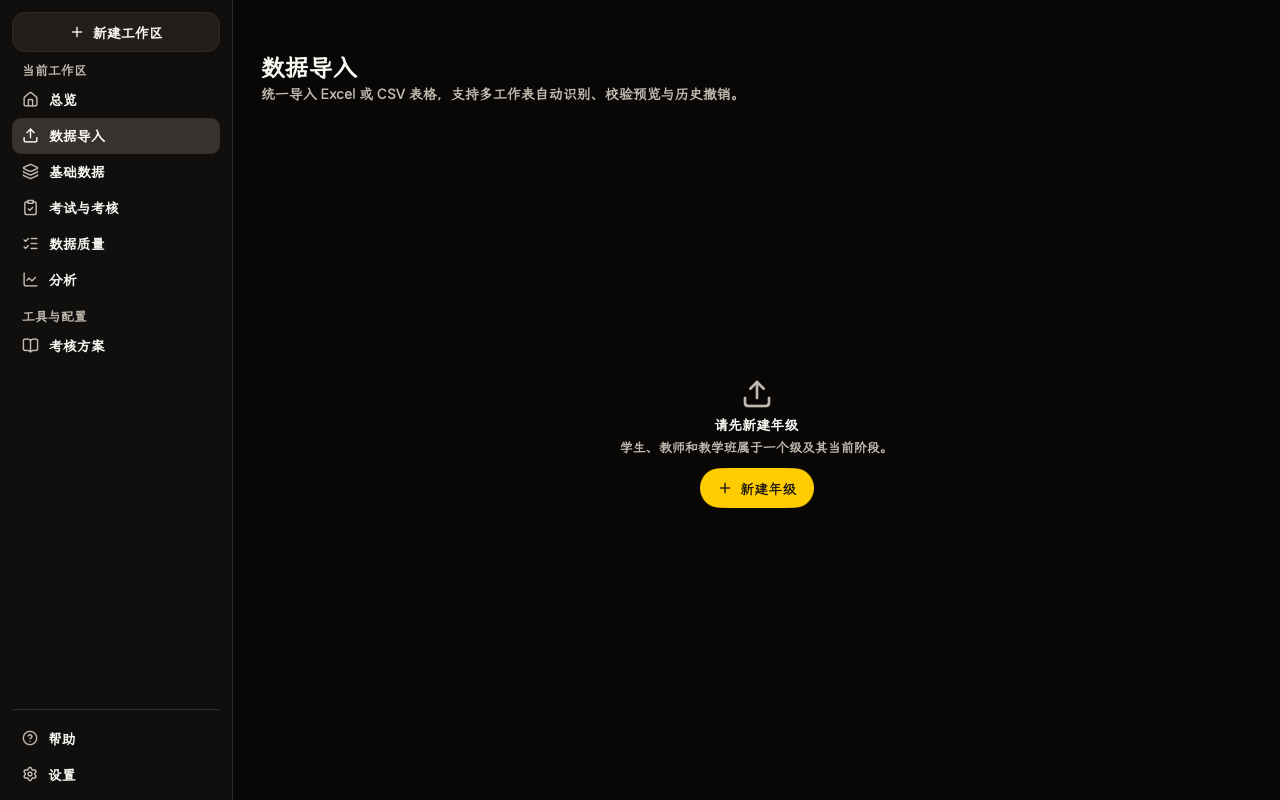 新建工作区
当前工作区
总览
数据导入
基础数据
考试与考核
数据质量
分析
工具与配置
考核方案
帮助
设置
数据导入
统一导入 Excel 或 CSV 表格，支持多工作表自动识别、校验预览与历史撤销。
请先新建年级
学生、教师和教学班属于一个级及其当前阶段。
新建年级